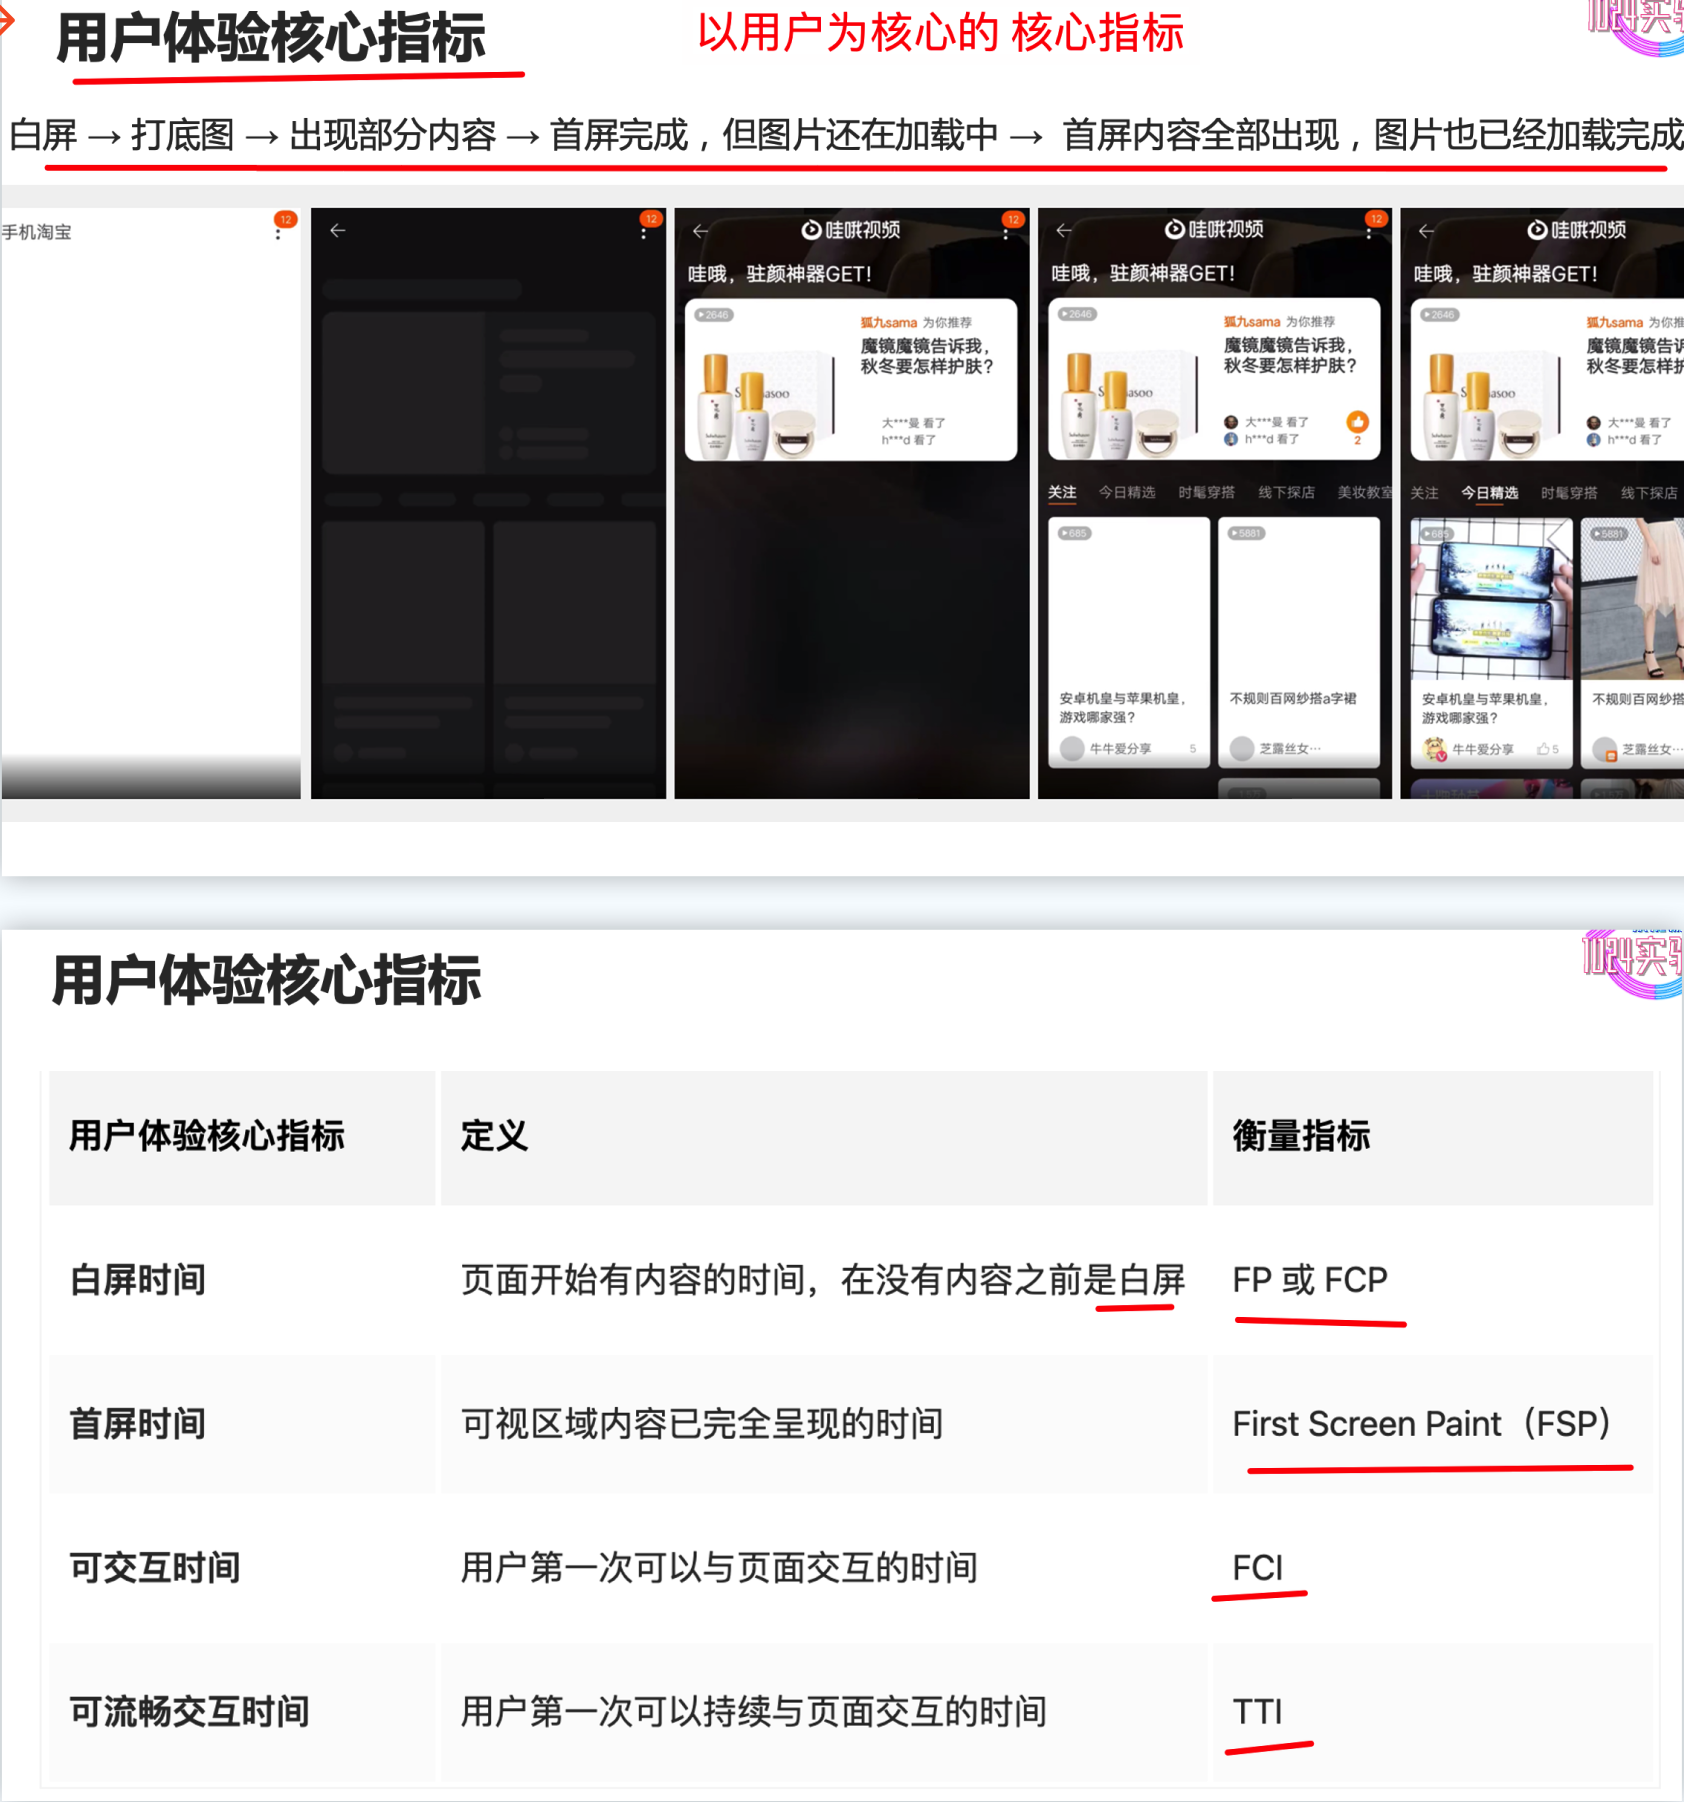 用户体验核心指标
以用户为核心的 核心指标
白屏 → 打底图 → 出现部分内容 → 首屏完成，但图片还在加载中 → 首屏内容全部出现，图片也已经加载完成
手机淘宝
12
12
哇哦视频
12
哇哦，驻颜神器GET!
2646
狐九sama 为你推荐
魔镜魔镜告诉我，
秋冬要怎样护肤？
大***曼 看了
h***d 看了
哇哦视频
12
哇哦，驻颜神器GET!
2646
狐九sama 为你推荐
魔镜魔镜告诉我，
秋冬要怎样护肤？
大***曼 看了
h***d 看了
2
关注 今日精选 时髦穿搭 线下探店 美妆教室
685
5881
安卓机皇与苹果机皇，
游戏哪家强？
不规则百网纱搭a字裙
牛牛爱分享 5
芝露丝女…
哇哦视频
哇哦，驻颜神器GET!
2646
狐九sama 为你推
魔镜魔镜告诉
秋冬要怎样护
大***曼 看了
h***d 看了
关注 今日精选 时髦穿搭 线下探店
685
5881
安卓机皇与苹果机皇，
游戏哪家强？
不规则百网纱搭
牛牛爱分享 5
芝露丝女…
用户体验核心指标
用户体验核心指标 定义 衡量指标
白屏时间 页面开始有内容的时间，在没有内容之前是白屏 FP 或 FCP
首屏时间 可视区域内容已完全呈现的时间 First Screen Paint（FSP）
可交互时间 用户第一次可以与页面交互的时间 FCI
可流畅交互时间 用户第一次可以持续与页面交互的时间 TTI